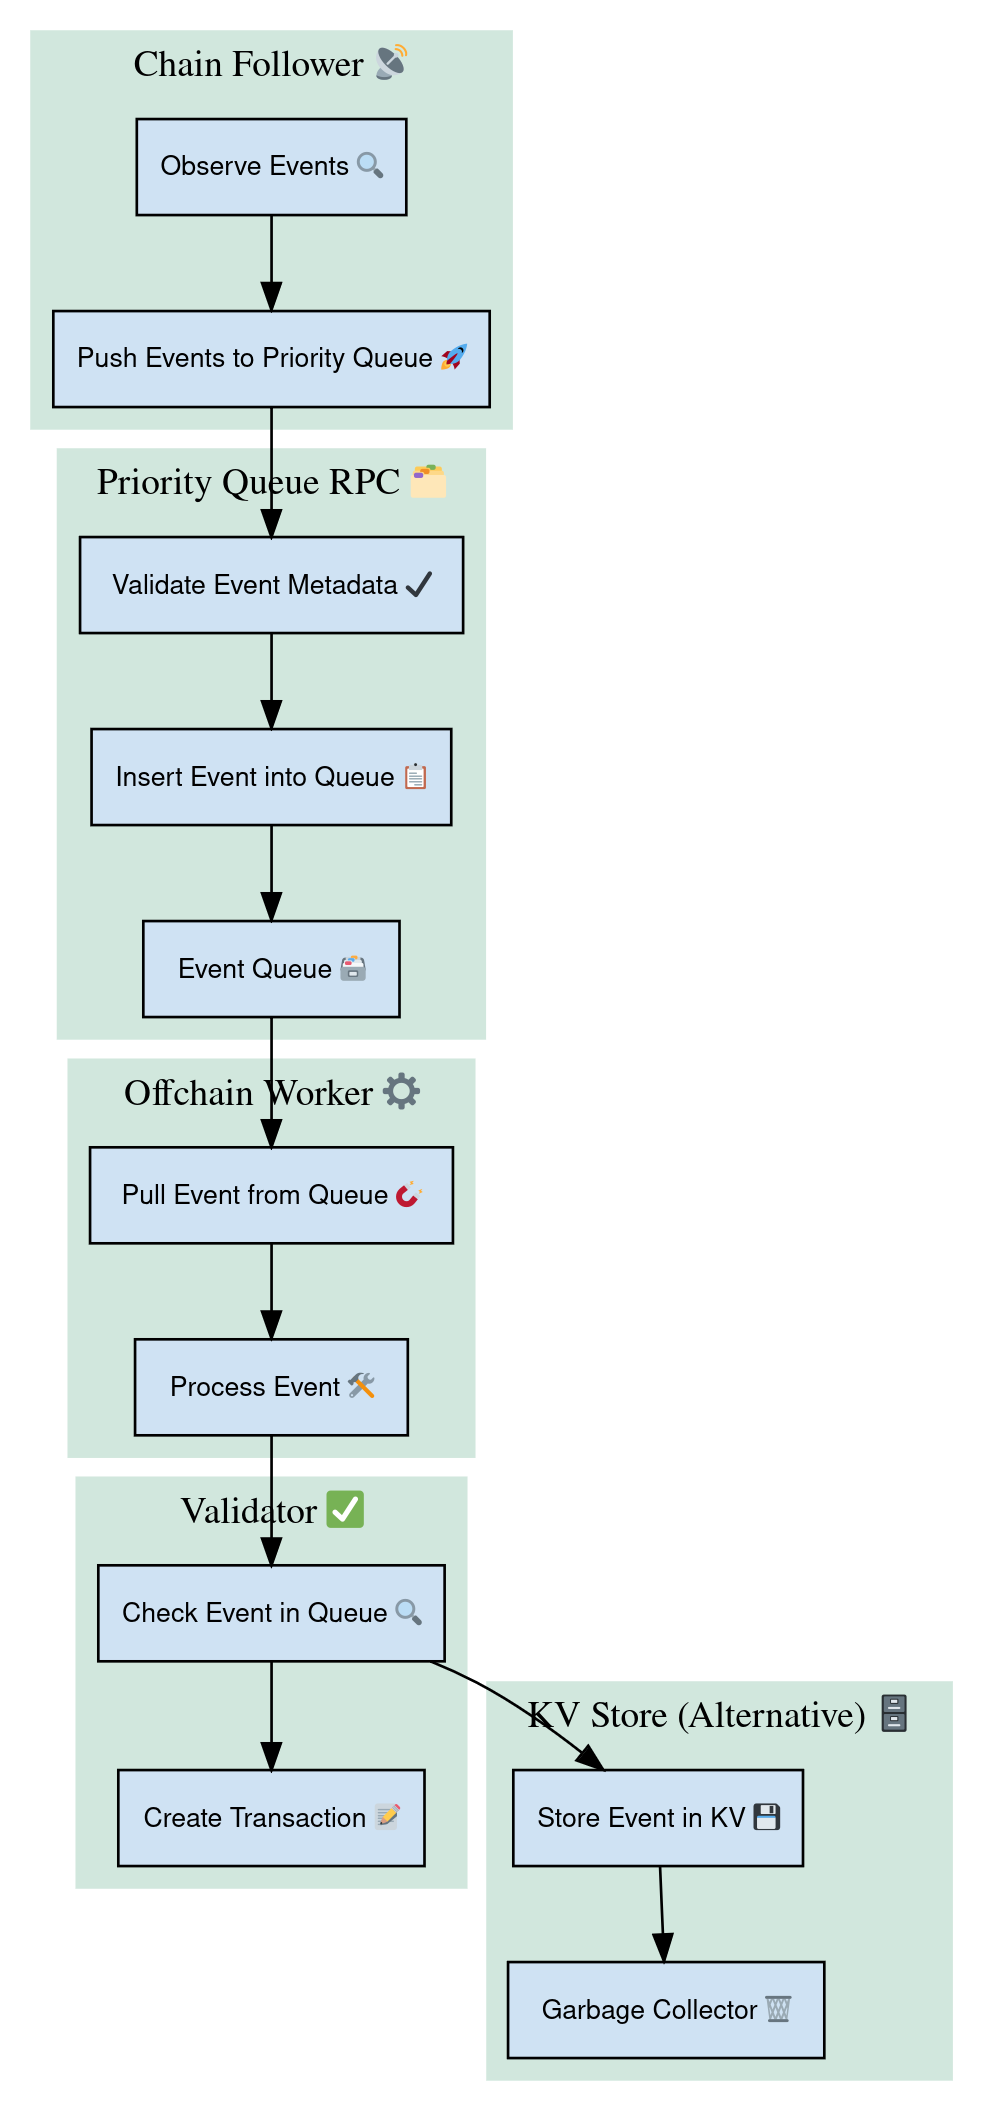 Chain Follower 📡
Observe Events 🔍
Push Events to Priority Queue 🚀
Priority Queue RPC 🗂️
Validate Event Metadata ✔️
Insert Event into Queue 📋
Event Queue 🗃️
Offchain Worker ⚙️
Pull Event from Queue 🧲
Process Event 🛠️
Validator ✅
Check Event in Queue 🔍
KV Store (Alternative) 🗄️
Create Transaction 📝
Store Event in KV 💾
Garbage Collector 🗑️